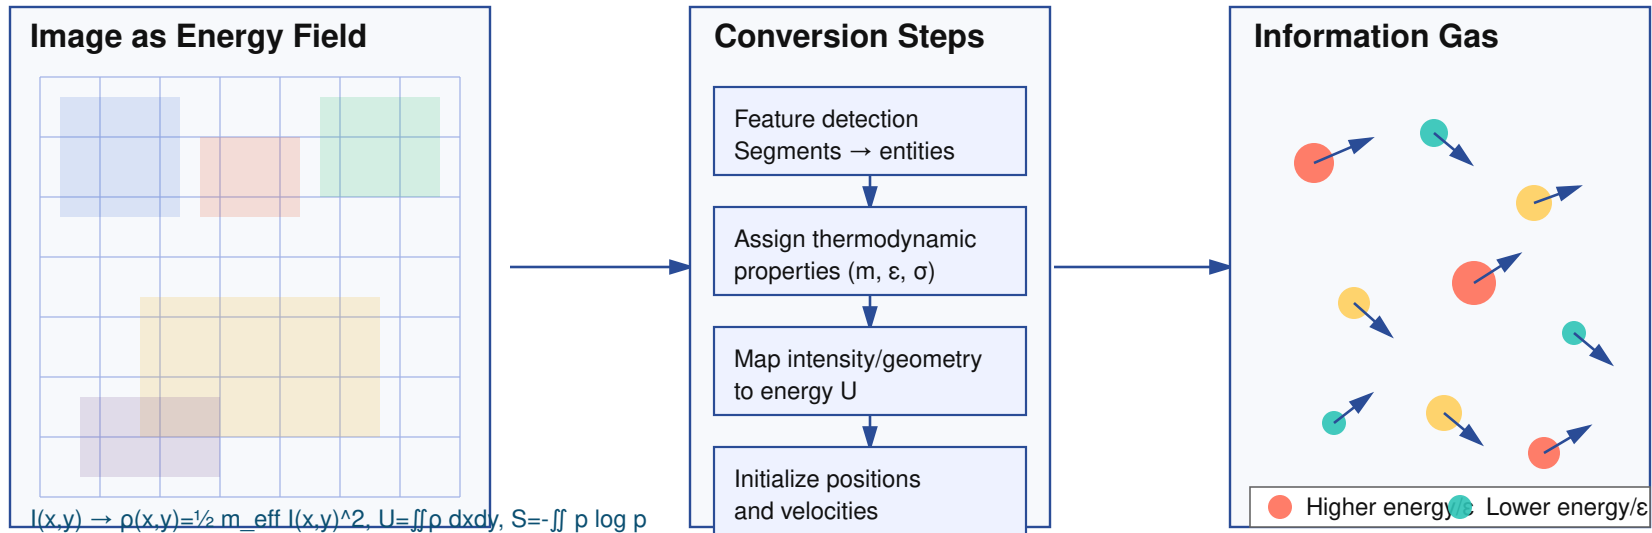 Image as Energy Field
I(x,y) → ρ(x,y)=½ m_eff I(x,y)^2, U=∬ρ dxdy, S=-∬ p log p
Conversion Steps
Feature detection
Segments → entities
Assign thermodynamic
properties (m, ε, σ)
Map intensity/geometry
to energy U
Initialize positions
and velocities
Information Gas
Higher energy/ε
Lower energy/ε